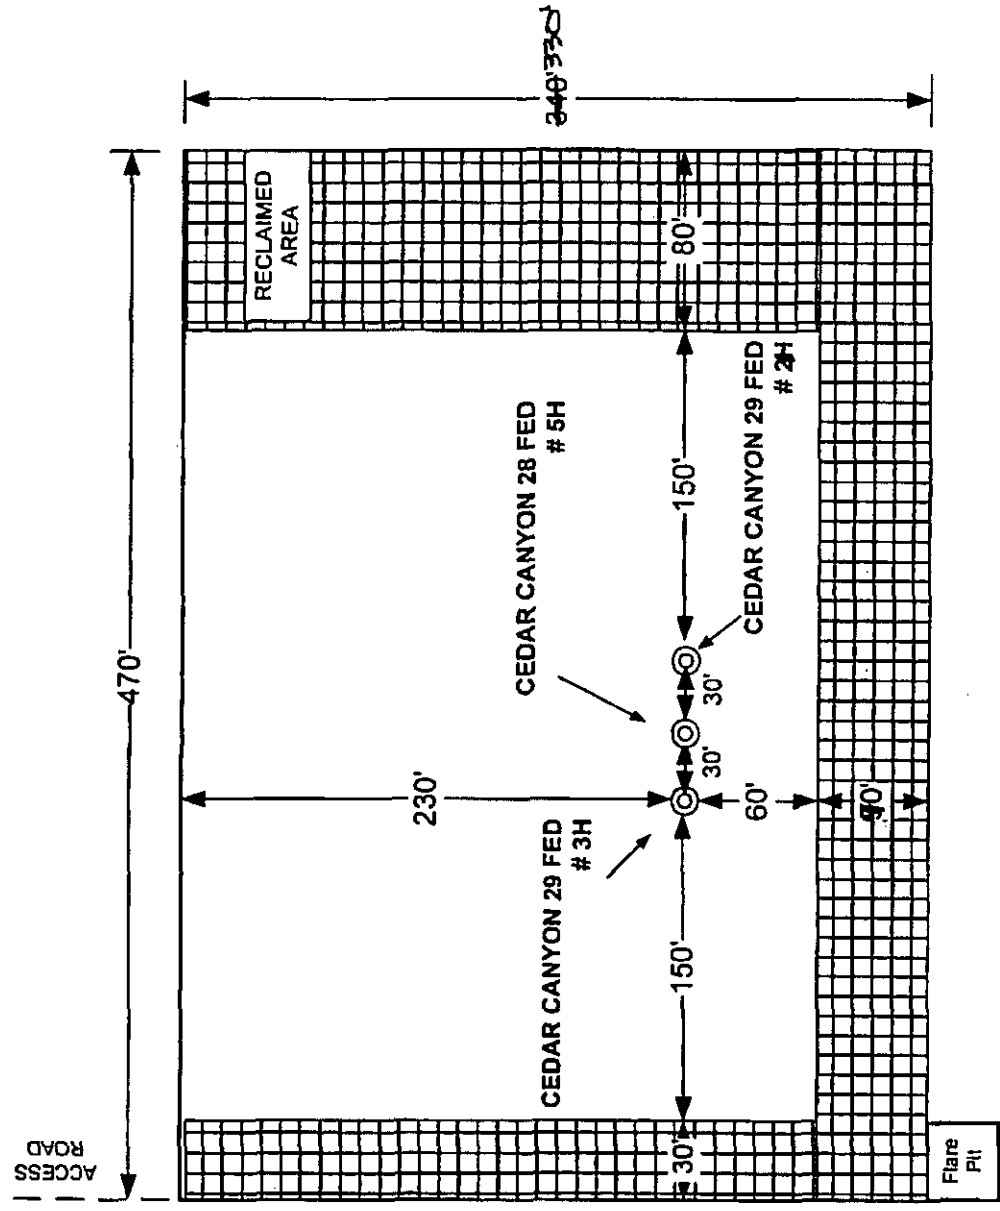 ACCESS
ROAD
470'
330'
RECLAIMED
AREA
230'
CEDAR CANYON 28 FED
# 5H
80'
150'
30'
30'
150'
30'
CEDAR CANYON 29 FED
# 3H
CEDAR CANYON 29 FED
60'
Flare
Pit